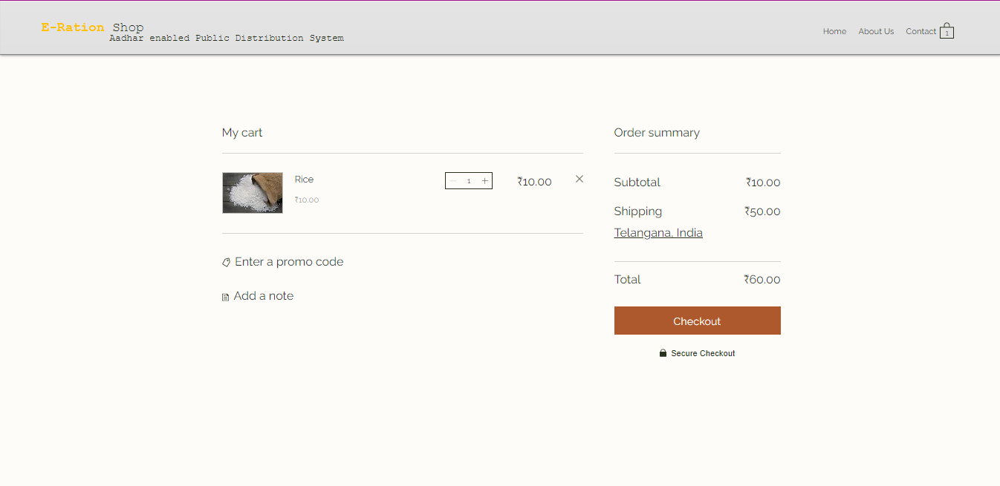 E-Ration Shop
Aadhar enabled Public Distribution System
Home About Us Contact 1
My cart
Rice 1 ₹10.00
₹10.00
Enter a promo code
Add a note
Order summary
Subtotal ₹10.00
Shipping ₹50.00
Telangana, India
Total ₹60.00
Checkout
Secure Checkout